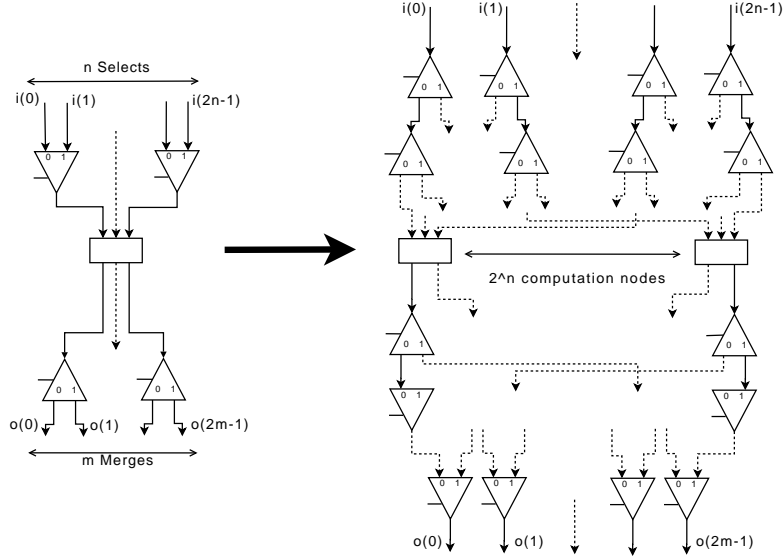 i(0) i(1) i(2n-1)
n Selects
0 1 0 1 0 1 0 1
i(0) i(1) i(2n-1)
0 1 0 1
0 1 0 1 0 1 0 1
2^n computation nodes
0 1 0 1
0 1 0 1
0 1 0 1
o(0) o(1) o(2m-1)
m Merges
0 1 0 1 0 1 0 1
o(0) o(1) o(2m-1)